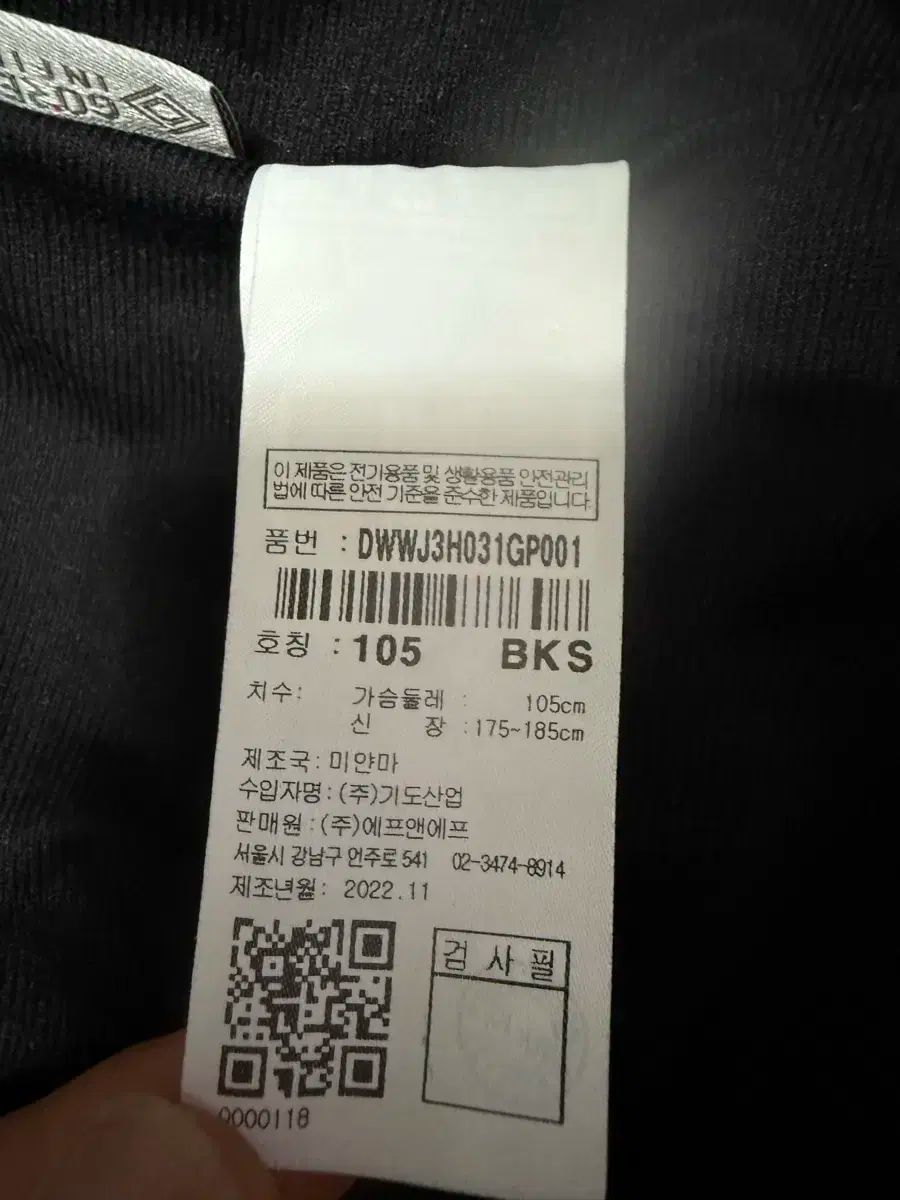 GORE
INFI
이 제품은 전기용품 및 생활용품 안전관리
법에 따른 안전 기준을 준수한 제품입니다.
품번 : DWWJ3H031GP001
호칭 : 105 BKS
치수: 가슴둘레 : 105cm
신 장 : 175~185cm
제조국 : 미얀마
수입자명 : (주)기도산업
판매원 : (주)에프앤에프
서울시 강남구 언주로 541 02-3474-8914
제조년월 : 2022.11
검 사 필
0000118